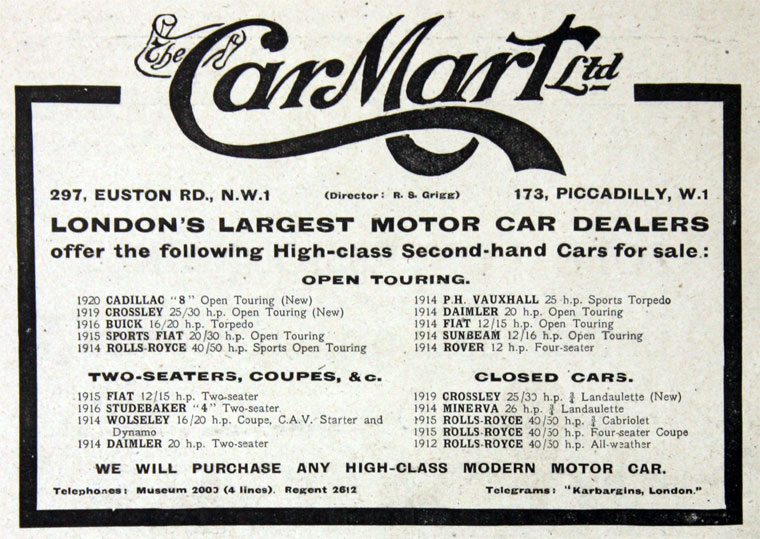 The Car Mart Ltd
297, EUSTON RD., N.W.1 (Director: R. S. Grigg) 173, PICCADILLY, W.1
LONDON'S LARGEST MOTOR CAR DEALERS
offer the following High-class Second-hand Cars for sale:
OPEN TOURING.
1920 CADILLAC "8" Open Touring (New)
1919 CROSSLEY 25/30 h.p. Open Touring (New)
1916 BUICK 16/20 h.p. Torpedo
1915 SPORTS FIAT 20/30 h.p. Open Touring
1914 ROLLS-ROYCE 40/50 h.p. Sports Open Touring
1914 P.H. VAUXHALL 25 h.p. Sports Torpedo
1914 DAIMLER 20 h.p. Open Touring
1914 FIAT 12/15 h.p. Open Touring
1914 SUNBEAM 12/16 h.p. Open Touring
1914 ROVER 12 h.p. Four-seater
TWO-SEATERS, COUPES, &c.
1915 FIAT 12/15 h.p. Two-seater
1916 STUDEBAKER "4" Two-seater
1914 WOLSELEY 16/20 h.p. Coupe, C.A.V. Starter and
Dynamo
1914 DAIMLER 20 h.p. Two-seater
CLOSED CARS.
1919 CROSSLEY 25/30 h.p. ¾ Landaulette (New)
1914 MINERVA 26 h.p. ¾ Landaulette
1915 ROLLS-ROYCE 40/50 h.p. ¾ Cabriolet
1915 ROLLS-ROYCE 40/50 h.p. Four-seater Coupe
1912 ROLLS-ROYCE 40/50 h.p. All-weather
WE WILL PURCHASE ANY HIGH-CLASS MODERN MOTOR CAR.
Telephones: Museum 2000 (4 lines). Regent 2612 Telegrams: "Karbargins, London."